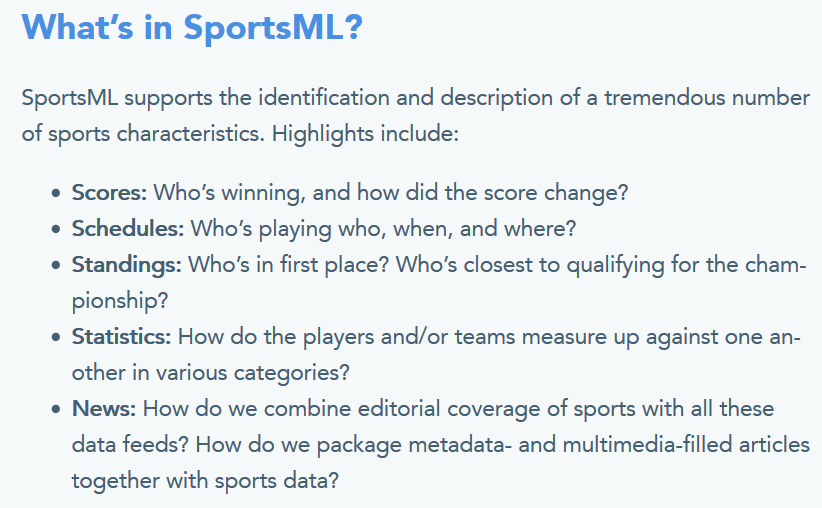 What’s in SportsML?
SportsML supports the identification and description of a tremendous number
of sports characteristics. Highlights include:
• Scores: Who’s winning, and how did the score change?
• Schedules: Who’s playing who, when, and where?
• Standings: Who’s in first place? Who’s closest to qualifying for the cham-
pionship?
• Statistics: How do the players and/or teams measure up against one an-
other in various categories?
• News: How do we combine editorial coverage of sports with all these
data feeds? How do we package metadata- and multimedia-filled articles
together with sports data?